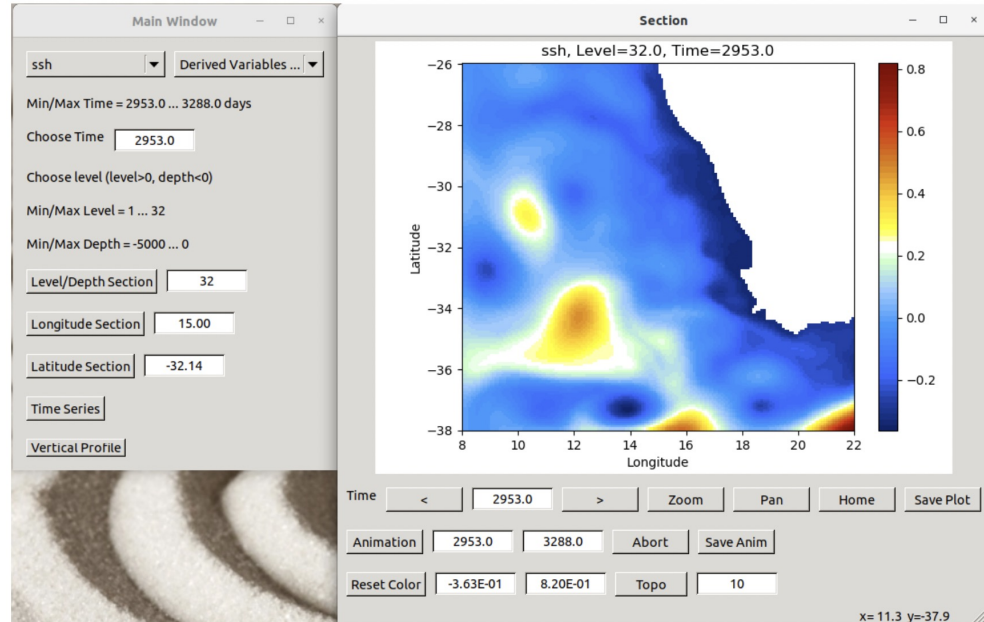 Main Window
ssh
Derived Variables ...
Min/Max Time = 2953.0 ... 3288.0 days
Choose Time 2953.0
Choose level (level>0, depth<0)
Min/Max Level = 1 ... 32
Min/Max Depth = -5000 ... 0
Level/Depth Section 32
Longitude Section 15.00
Latitude Section -32.14
Time Series
Vertical Profile
Section
ssh, Level=32.0, Time=2953.0
−26
−28
−30
−32
−34
−36
−38
Latitude
8 10 12 14 16 18 20 22
Longitude
0.8
0.6
0.4
0.2
0.0
−0.2
Time < 2953.0 > Zoom Pan Home Save Plot
Animation 2953.0 3288.0 Abort Save Anim
Reset Color -3.63E-01 8.20E-01 Topo 10
x= 11.3 y=-37.9